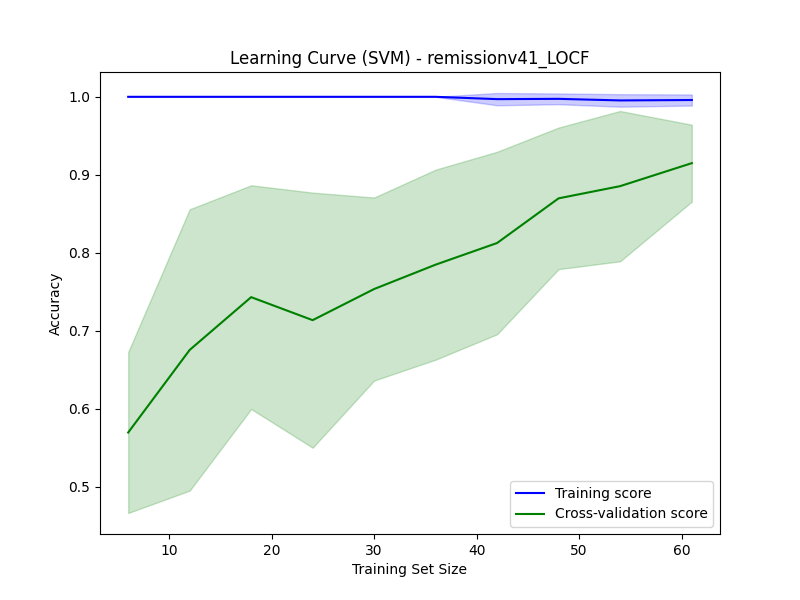 Learning Curve (SVM) - remissionv41_LOCF
Accuracy
1.0
0.9
0.8
0.7
0.6
0.5
10 20 30 40 50 60
Training Set Size
Training score
Cross-validation score